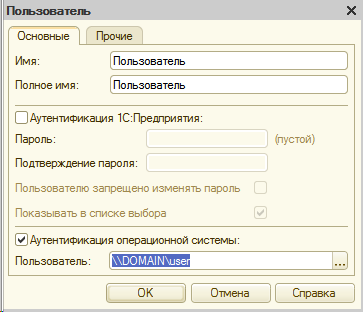 Пользователь
Основные Прочие
Имя: Пользователь
Полное имя: Пользователь
Аутентификация 1С:Предприятия:
Пароль: (пустой)
Подтверждение пароля:
Пользователю запрещено изменять пароль
Показывать в списке выбора
Аутентификация операционной системы:
Пользователь: \\DOMAIN\user ...
OK Отмена Справка